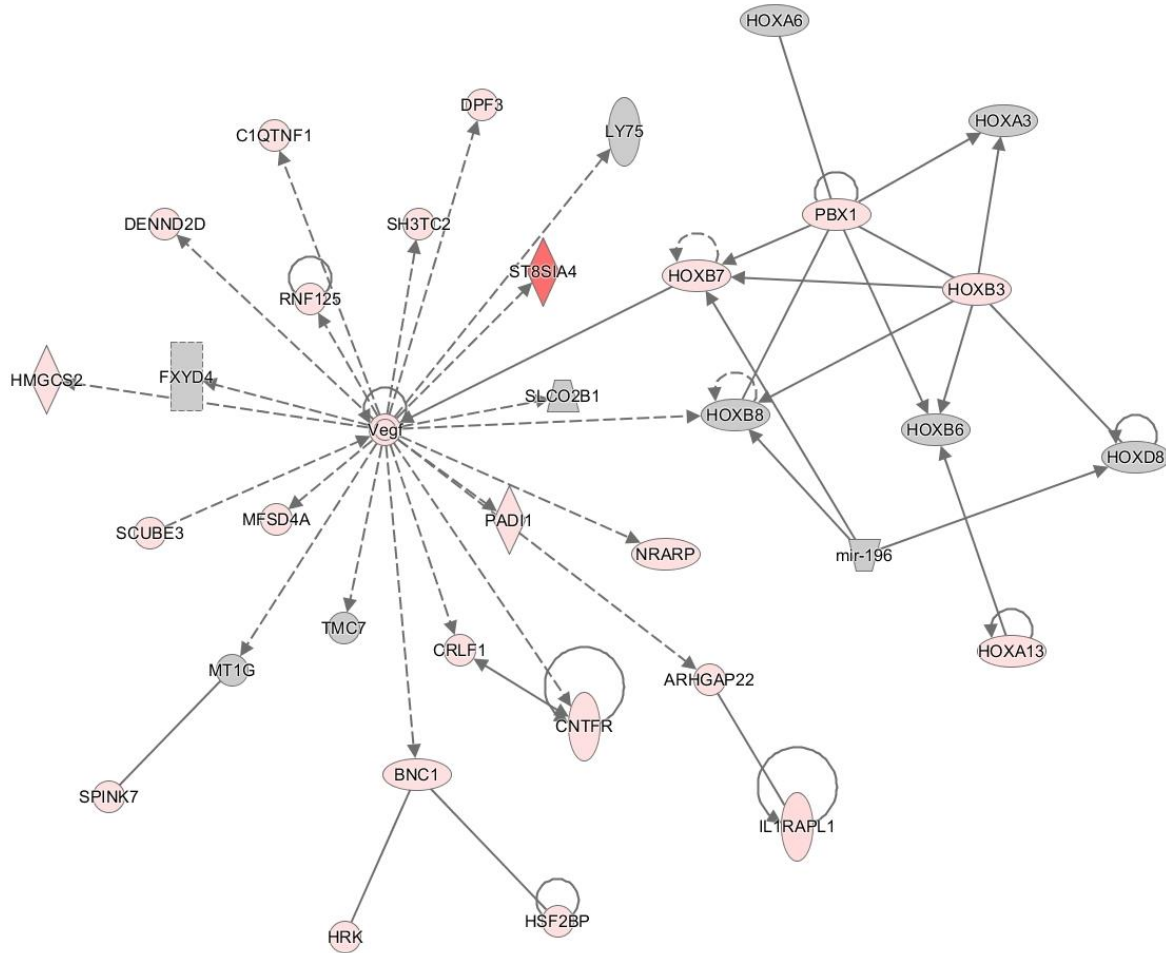 HOXA6
DPF3
C1QTNF1
LY75
HOXA3
DENND2D
SH3TC2
PBX1
ST8SIA4
HOXB7
RNF125
HOXB3
HMGCS2
FXYD4
SLCO2B1
Vegf
HOXB8
HOXB6
HOXD8
SCUBE3
MFSD4A
PADI1
NRARP
mir-196
TMC7
CRLF1
HOXA13
MT1G
ARHGAP22
CNTFR
BNC1
SPINK7
IL1RAPL1
HRK
HSF2BP